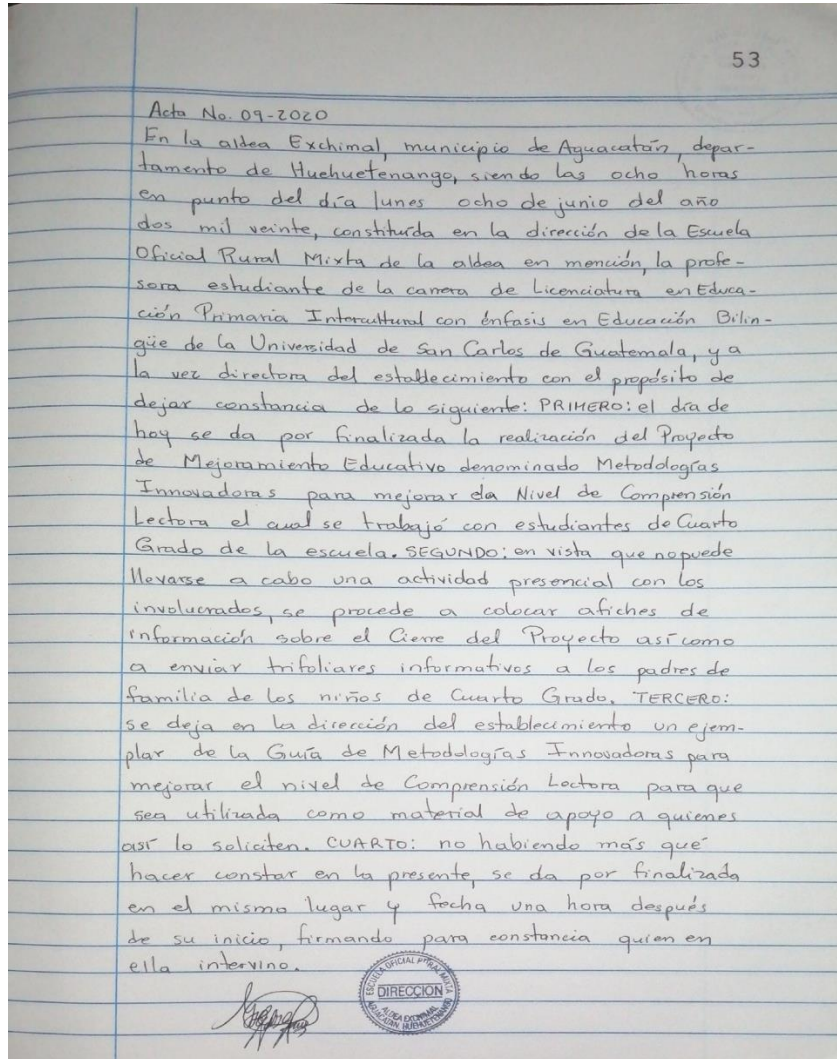 53
Acta No. 09-2020
En la aldea Exchimal, municipio de Aguacatán, depar-
tamento de Huehuetenango, siendo las ocho horas
en punto del día lunes ocho de junio del año
dos mil veinte, constituída en la dirección de la Escuela
Oficial Rural Mixta de la aldea en mención, la profe-
sora estudiante de la carrera de Licenciatura en Educa-
ción Primaria Intercultural con énfasis en Educación Bilin-
güe de la Universidad de San Carlos de Guatemala, y a
la vez directora del establecimiento con el propósito de
dejar constancia de lo siguiente: PRIMERO: el día de
hoy se da por finalizada la realización del Proyecto
de Mejoramiento Educativo denominado Metodologías
Innovadoras para mejorar da Nivel de Comprensión
Lectora el cual se trabajó con estudiantes de Cuarto
Grado de la escuela. SEGUNDO: en vista que no puede
llevarse a cabo una actividad presencial con los
involucrados, se procede a colocar afiches de
información sobre el Cierre del Proyecto así como
a enviar trifoliares informativos a los padres de
familia de los niños de Cuarto Grado. TERCERO:
se deja en la dirección del establecimiento un ejem-
plar de la Guía de Metodologías Innovadoras para
mejorar el nivel de Comprensión Lectora para que
sea utilizada como material de apoyo a quienes
así lo soliciten. CUARTO: no habiendo más que
hacer constar en la presente, se da por finalizada
en el mismo lugar y fecha una hora después
de su inicio, firmando para constancia quien en
ella intervino.
ESCUELA OFICIAL RURAL MIXTA
DIRECCION
ALDEA EXCHIMAL
AGUACATAN, HUEHUETENANGO